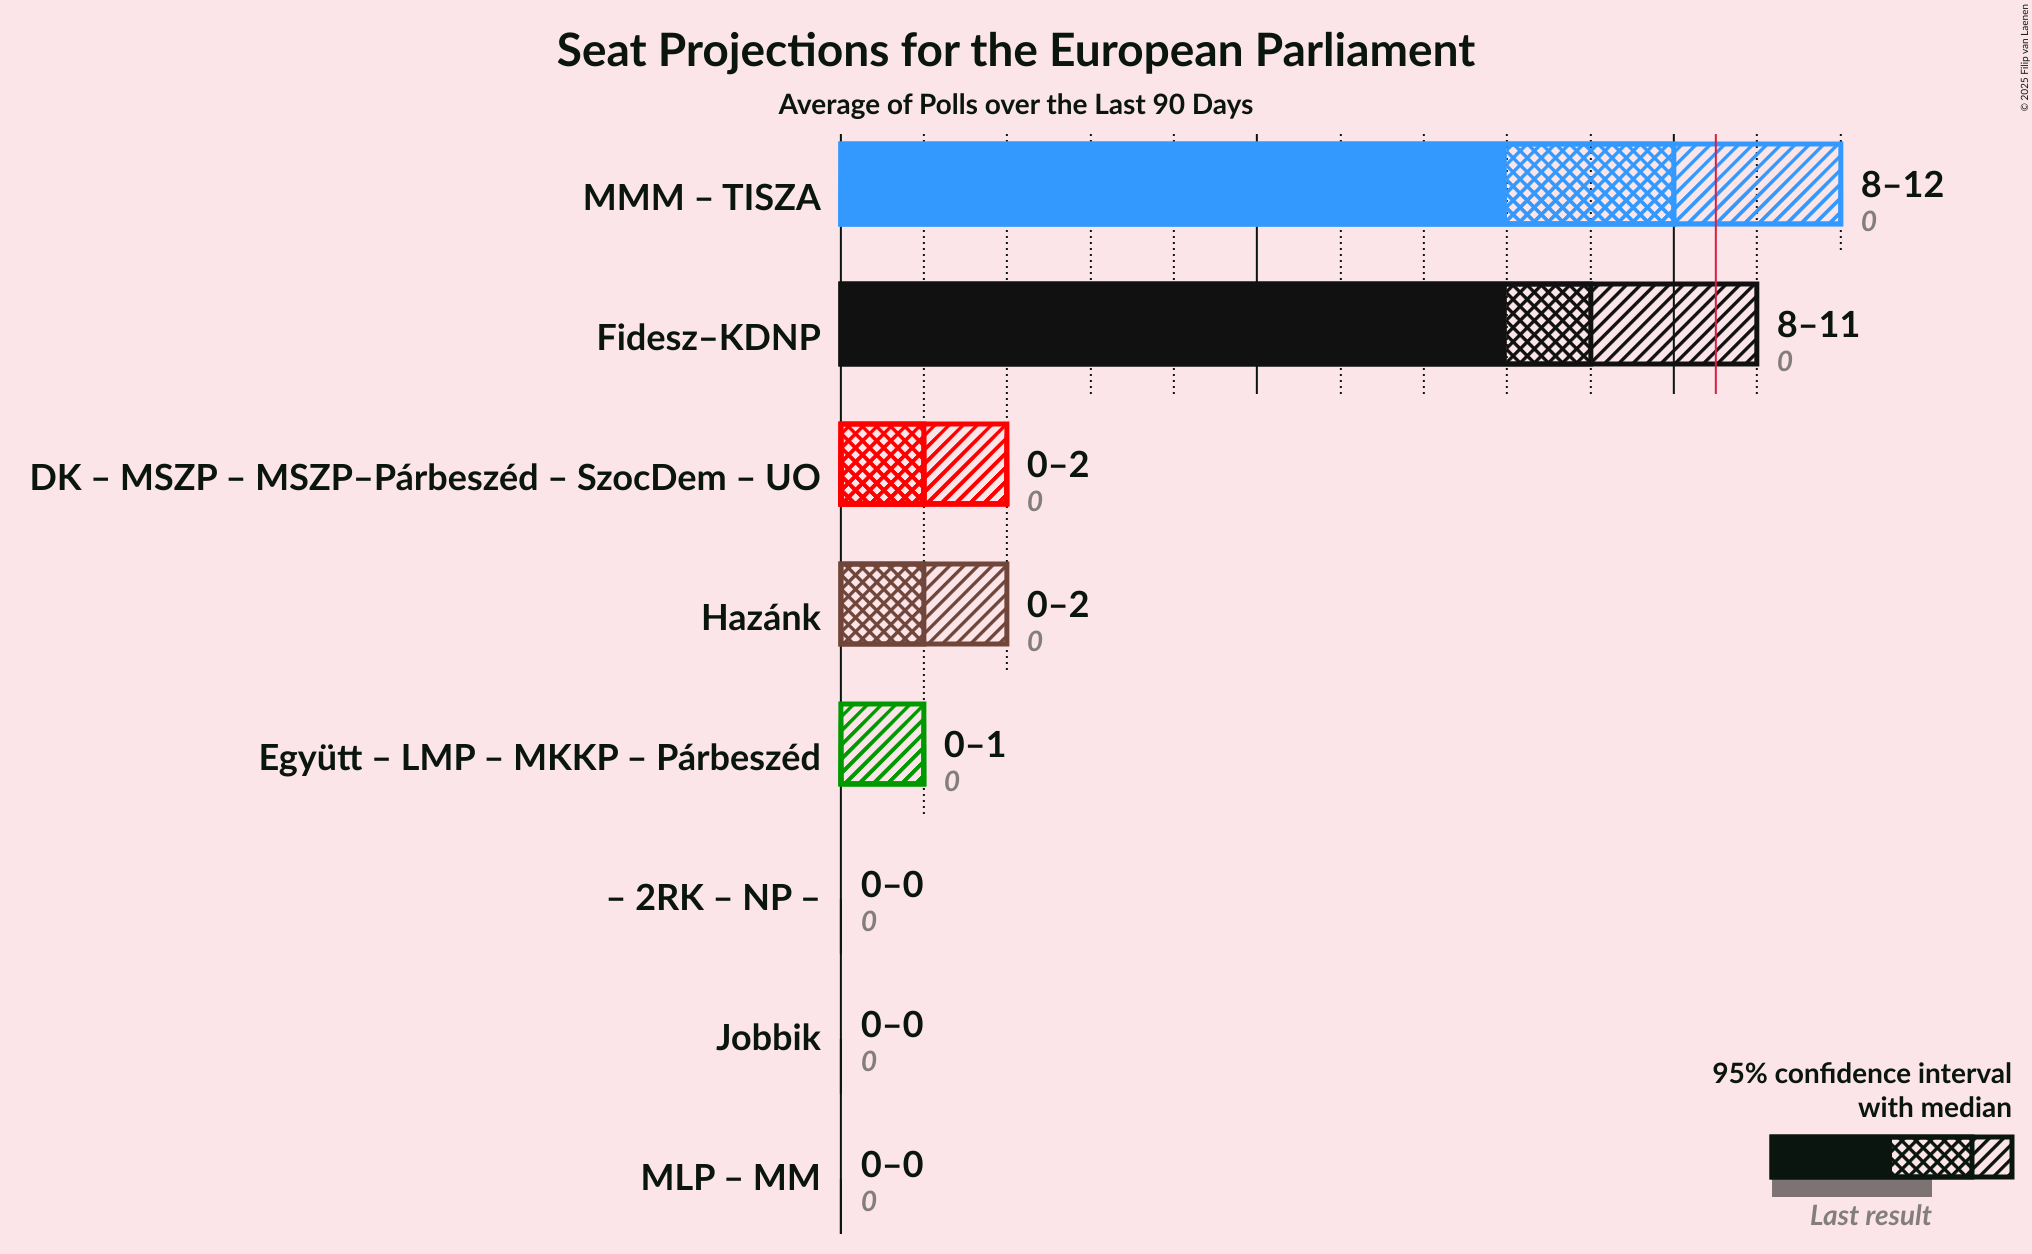 Seat Projections for the European Parliament
Average of Polls over the Last 90 Days
© 2025 Filip van Laenen
MMM – TISZA
8–12
0
Fidesz–KDNP
8–11
0
DK – MSZP – MSZP–Párbeszéd – SzocDem – UO
0–2
0
Hazánk
0–2
0
Együtt – LMP – MKKP – Párbeszéd
0–1
0
– 2RK – NP –
0–0
0
Jobbik
0–0
0
MLP – MM
0–0
0
95% confidence interval
with median
Last result